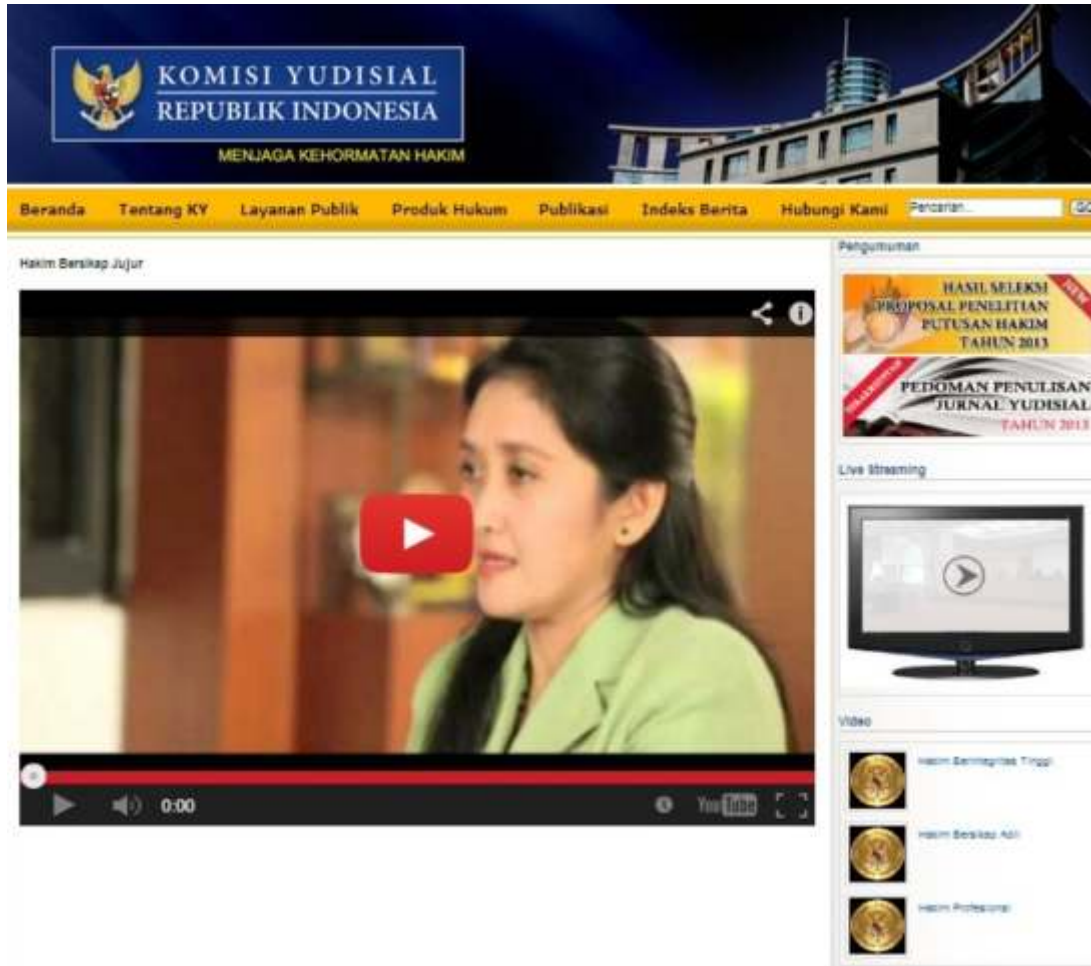 KOMISI YUDISIAL
REPUBLIK INDONESIA
MENJAGA KEHORMATAN HAKIM
Beranda Tentang KY Layanan Publik Produk Hukum Publikasi Indeks Berita Hubungi Kami Pencarian...
Hakim Bersikap Jujur
0:00
YouTube
Pengumuman
HASIL SELEKSI
PROPOSAL PENELITIAN
PUTUSAN HAKIM
TAHUN 2013
NEW
PEDOMAN PENULISAN
JURNAL YUDISIAL
TAHUN 2013
Live Streaming
Video
Hakim Berintegritas Tinggi
Hakim Bersikap Adil
Hakim Profesional